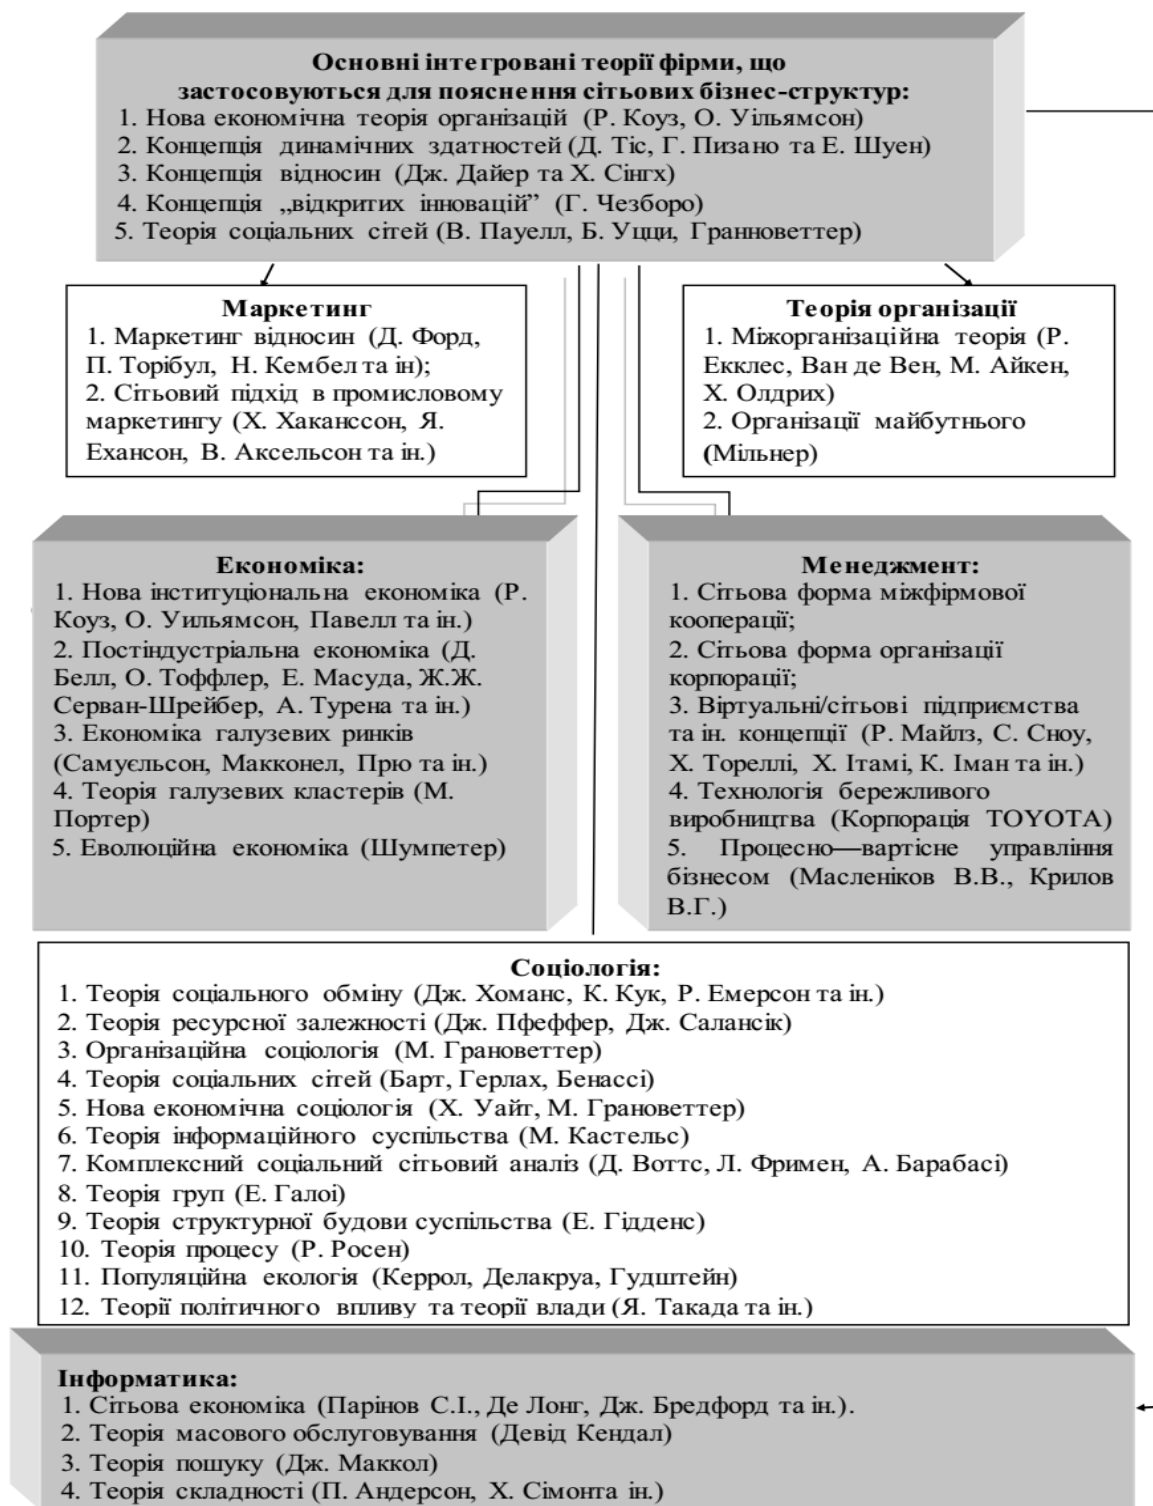 Основні інтегровані теорії фірми, що
застосовуються для пояснення сітьових бізнес-структур:
1. Нова економічна теорія організацій (Р. Коуз, О. Уільямсон)
2. Концепція динамічних здатностей (Д. Тіс, Г. Пизано та Е. Шуен)
3. Концепція відносин (Дж. Дайер та Х. Сінгх)
4. Концепція „відкритих інновацій” (Г. Чезборо)
5. Теорія соціальних сітей (В. Пауелл, Б. Уцци, Гранноветтер)
Маркетинг
1. Маркетинг відносин (Д. Форд,
П. Торібул, Н. Кембел та ін);
2. Сітьовий підхід в промисловому
маркетингу (Х. Хаканссон, Я.
Ехансон, В. Аксельсон та ін.)
Теорія організації
1. Міжорганізаційна теорія (Р.
Екклес, Ван де Вен, М. Айкен,
Х. Олдрих)
2. Організації майбутнього
(Мільнер)
Економіка:
1. Нова інституціональна економіка (Р.
Коуз, О. Уильямсон, Павелл та ін.)
2. Постіндустріальна економіка (Д.
Белл, О. Тоффлер, Е. Масуда, Ж.Ж.
Серван-Шрейбер, А. Турена та ін.)
3. Економіка галузевих ринків
(Самуєльсон, Макконел, Прю та ін.)
4. Теорія галузевих кластерів (М.
Портер)
5. Еволюційна економіка (Шумпетер)
Менеджмент:
1. Сітьова форма міжфірмової
кооперації;
2. Сітьова форма організації
корпорації;
3. Віртуальні/сітьові підприємства
та ін. концепції (Р. Майлз, С. Сноу,
Х. Тореллі, Х. Ітамі, К. Іман та ін.)
4. Технологія бережливого
виробництва (Корпорація TOYOTA)
5. Процесно—вартісне управління
бізнесом (Масленіков В.В., Крилов
В.Г.)
Соціологія:
1. Теорія соціального обміну (Дж. Хоманс, К. Кук, Р. Емерсон та ін.)
2. Теорія ресурсної залежності (Дж. Пфеффер, Дж. Салансік)
3. Організаційна соціологія (М. Грановеттер)
4. Теорія соціальних сітей (Барт, Герлах, Бенассі)
5. Нова економічна соціологія (Х. Уайт, М. Грановеттер)
6. Теорія інформаційного суспільства (М. Кастельс)
7. Комплексний соціальний сітьовий аналіз (Д. Воттс, Л. Фримен, А. Барабасі)
8. Теорія груп (Е. Галоі)
9. Теорія структурної будови суспільства (Е. Гідденс)
10. Теорія процесу (Р. Росен)
11. Популяційна екологія (Керрол, Делакруа, Гудштейн)
12. Теорії політичного впливу та теорії влади (Я. Такада та ін.)
Інформатика:
1. Сітьова економіка (Парінов С.І., Де Лонг, Дж. Бредфорд та ін.).
2. Теорія масового обслуговування (Девід Кендал)
3. Теорія пошуку (Дж. Маккол)
4. Теорія складності (П. Андерсон, Х. Сімонта ін.)